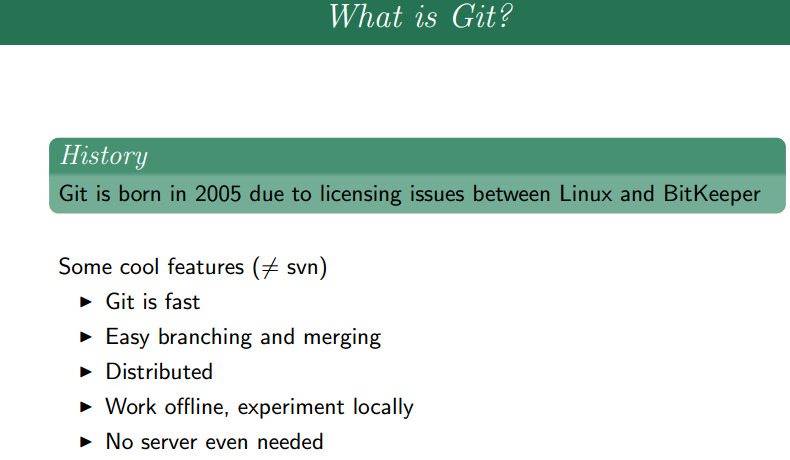 What is Git?
History
Git is born in 2005 due to licensing issues between Linux and BitKeeper
Some cool features (≠ svn)
▶ Git is fast
▶ Easy branching and merging
▶ Distributed
▶ Work offline, experiment locally
▶ No server even needed